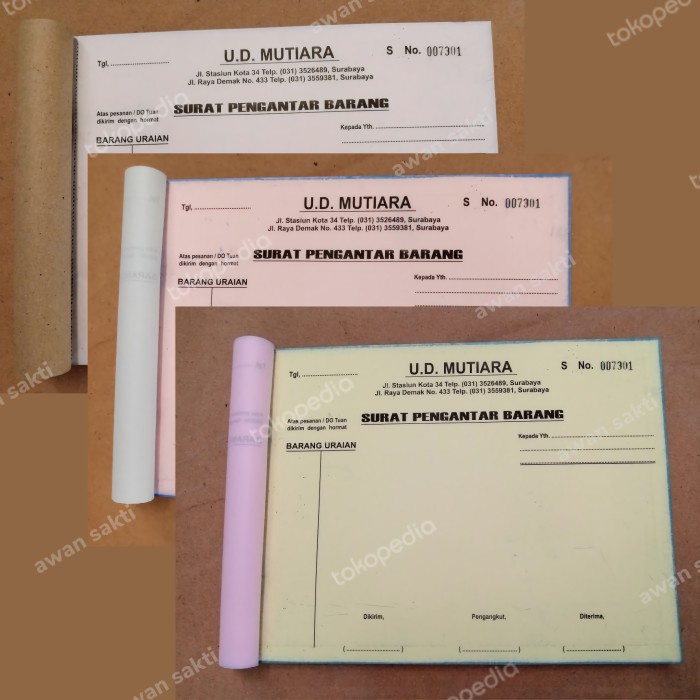 U.D. MUTIARA
S No. 007301
Tgl, ........................
Jl. Stasiun Kota 34 Telp. (031) 3526489, Surabaya
Jl. Raya Demak No. 433 Telp. (031) 3559381, Surabaya
SURAT PENGANTAR BARANG
Atas pesanan / DO Tuan
dikirim dengan hormat
Kepada Yth. ........................
BARANG URAIAN
U.D. MUTIARA
S No. 007301
Tgl, ........................
Jl. Stasiun Kota 34 Telp. (031) 3526489, Surabaya
Jl. Raya Demak No. 433 Telp. (031) 3559381, Surabaya
SURAT PENGANTAR BARANG
Atas pesanan / DO Tuan
dikirim dengan hormat
Kepada Yth. ........................
BARANG URAIAN
U.D. MUTIARA
S No. 007301
Tgl, ........................
Jl. Stasiun Kota 34 Telp. (031) 3526489, Surabaya
Jl. Raya Demak No. 433 Telp. (031) 3559381, Surabaya
SURAT PENGANTAR BARANG
Atas pesanan / DO Tuan
dikirim dengan hormat
Kepada Yth. ........................
BARANG URAIAN
Dikirim, Pengangkut, Diterima,
(........................) (........................) (........................)
tokopedia
awan sakti